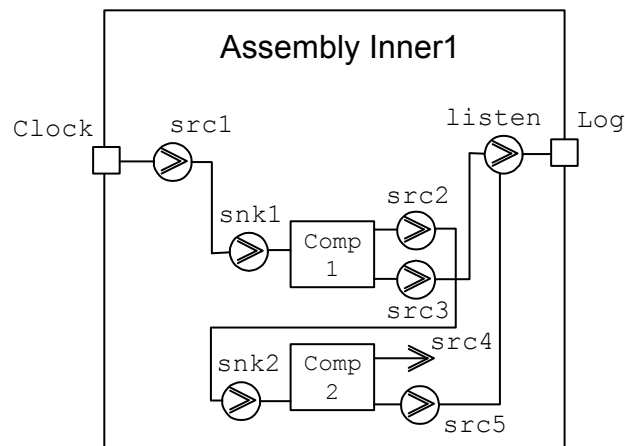 Assembly Inner1
Clock
src1
listen
Log
snk1
Comp
1
src2
src3
snk2
Comp
2
src4
src5